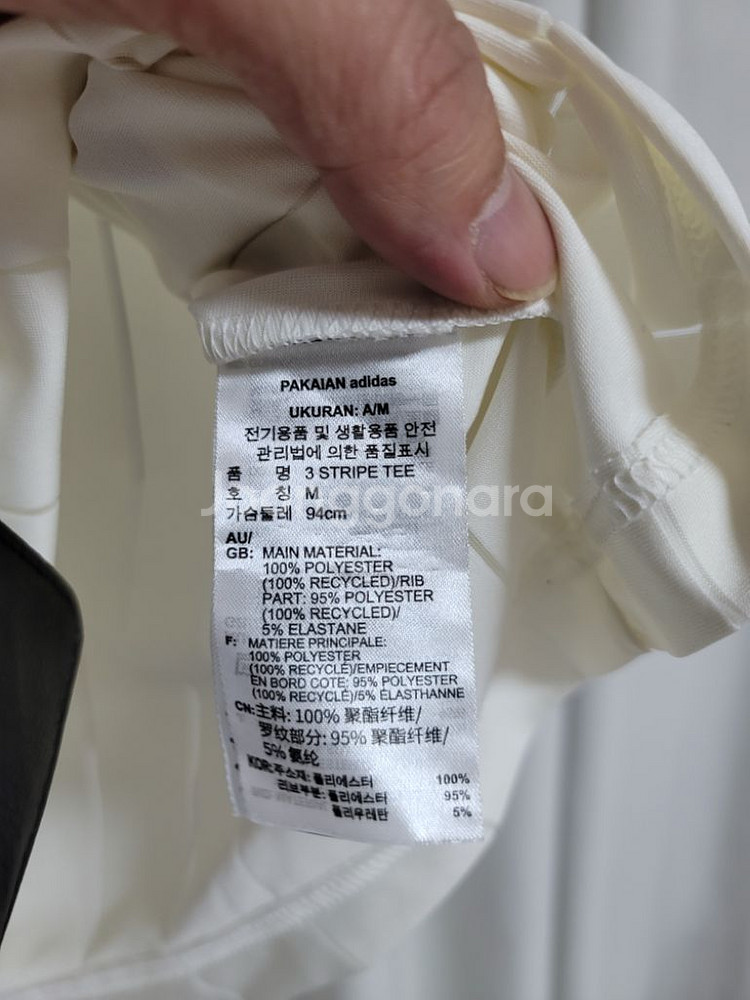 PAKAIAN adidas
UKURAN: A/M
전기용품 및 생활용품 안전
관리법에 의한 품질표시
품 명 3 STRIPE TEE
호 칭 M
가슴둘레 94cm
AU/
GB: MAIN MATERIAL:
100% POLYESTER
(100% RECYCLED)/RIB
PART: 95% POLYESTER
(100% RECYCLED)/
5% ELASTANE
F: MATIERE PRINCIPALE:
100% POLYESTER
(100% RECYCLÉ)/EMPIECEMENT
EN BORD COTE: 95% POLYESTER
(100% RECYCLÉ)/5% ÉLASTHANNE
CN:主料: 100% 聚酯纤维/
罗纹部分: 95% 聚酯纤维/
5% 氨纶
KOR:주소재: 폴리에스터 100%
리브부분: 폴리에스터 95%
폴리우레탄 5%